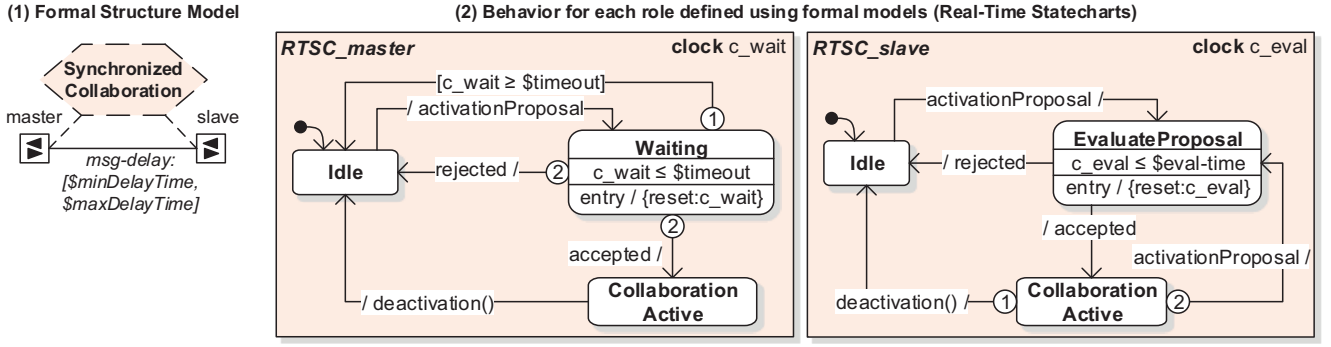 (1) Formal Structure Model
(2) Behavior for each role defined using formal models (Real-Time Statecharts)
Synchronized
Collaboration
master
slave
msg-delay:
[$minDelayTime,
$maxDelayTime]
RTSC_master
clock c_wait
[c_wait ≥ $timeout]
/ activationProposal
1
Idle
Waiting
c_wait ≤ $timeout
entry / {reset:c_wait}
rejected /
2
2
accepted /
/ deactivation()
Collaboration
Active
RTSC_slave
clock c_eval
activationProposal /
Idle
EvaluateProposal
c_eval ≤ $eval-time
entry / {reset:c_eval}
/ rejected
/ accepted
activationProposal /
deactivation() /
1
Collaboration
Active
2